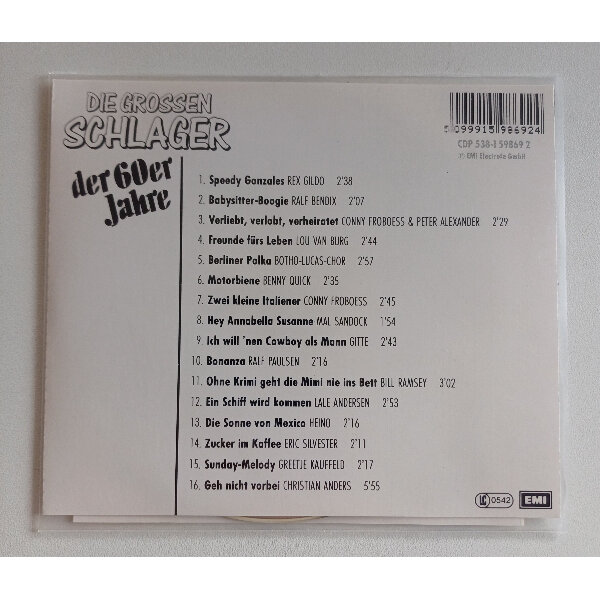 DIE GROSSEN
SCHLAGER
der 60er
Jahre
5 099915 986924
CDP 538-1 59869 2
℗ EMI Electrola GmbH
1. Speedy Gonzales REX GILDO 2'38
2. Babysitter-Boogie RALF BENDIX 2'07
3. Verliebt, verlobt, verheiratet CONNY FROBOESS & PETER ALEXANDER 2'29
4. Freunde fürs Leben LOU VAN BURG 2'44
5. Berliner Polka BOTHO-LUCAS-CHOR 2'57
6. Motorbiene BENNY QUICK 2'35
7. Zwei kleine Italiener CONNY FROBOESS 2'45
8. Hey Annabella Susanne MAL SANDOCK 1'54
9. Ich will 'nen Cowboy als Mann GITTE 2'43
10. Bonanza RALF PAULSEN 2'16
11. Ohne Krimi geht die Mimi nie ins Bett BILL RAMSEY 3'02
12. Ein Schiff wird kommen LALE ANDERSEN 2'53
13. Die Sonne von Mexico HEINO 2'16
14. Zucker im Kaffee ERIC SILVESTER 2'11
15. Sunday-Melody GREETJE KAUFFELD 2'17
16. Geh nicht vorbei CHRISTIAN ANDERS 5'55
LC 0542 EMI